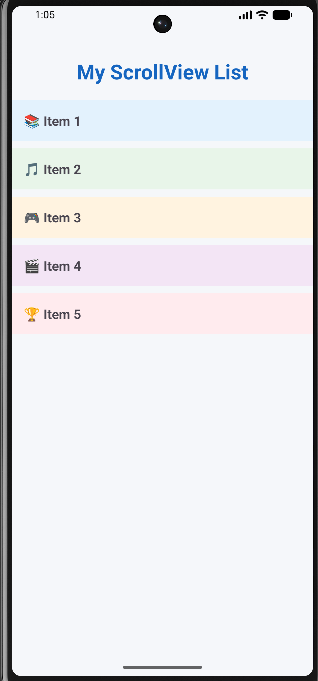 1:05
My ScrollView List
📚 Item 1
🎵 Item 2
🎮 Item 3
🎬 Item 4
🏆 Item 5